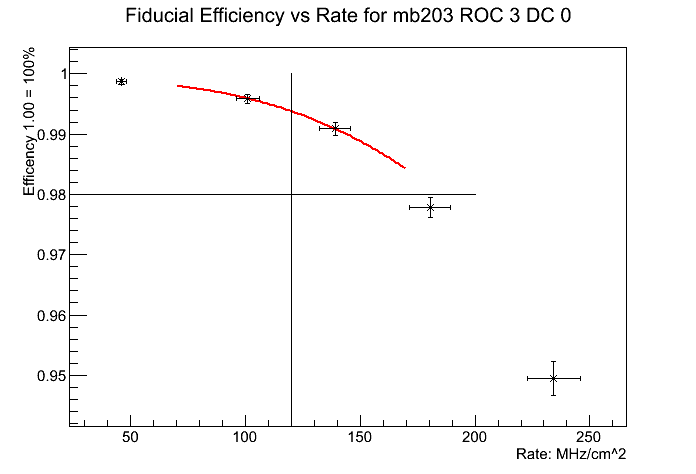 Fiducial Efficiency vs Rate for mb203 ROC 3 DC 0
Efficency 1.00 = 100%
1
0.99
0.98
0.97
0.96
0.95
50 100 150 200 250
Rate: MHz/cm^2